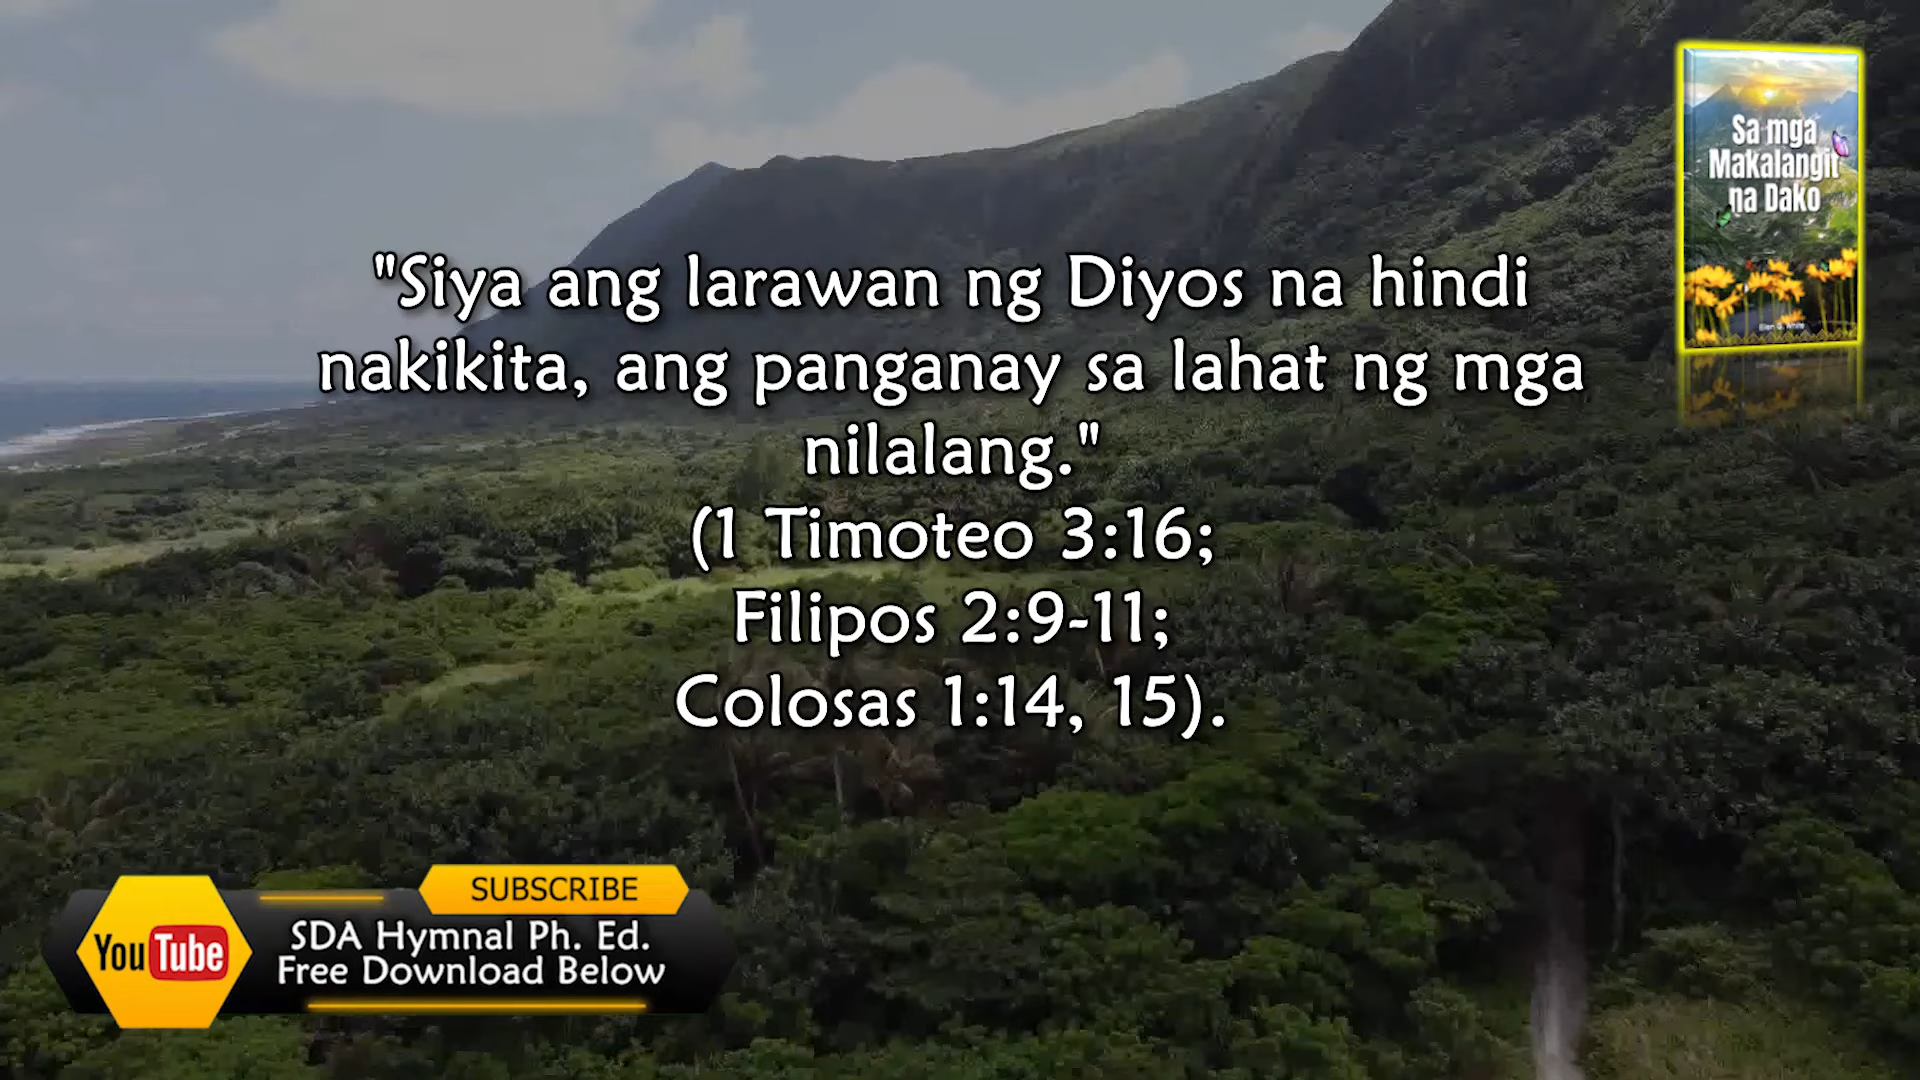 Sa mga
Makalangit
na Dako
Ellen G. White
"Siya ang larawan ng Diyos na hindi
nakikita, ang panganay sa lahat ng mga
nilalang."
(1 Timoteo 3:16;
Filipos 2:9-11;
Colosas 1:14, 15).
SUBSCRIBE
YouTube
SDA Hymnal Ph. Ed.
Free Download Below